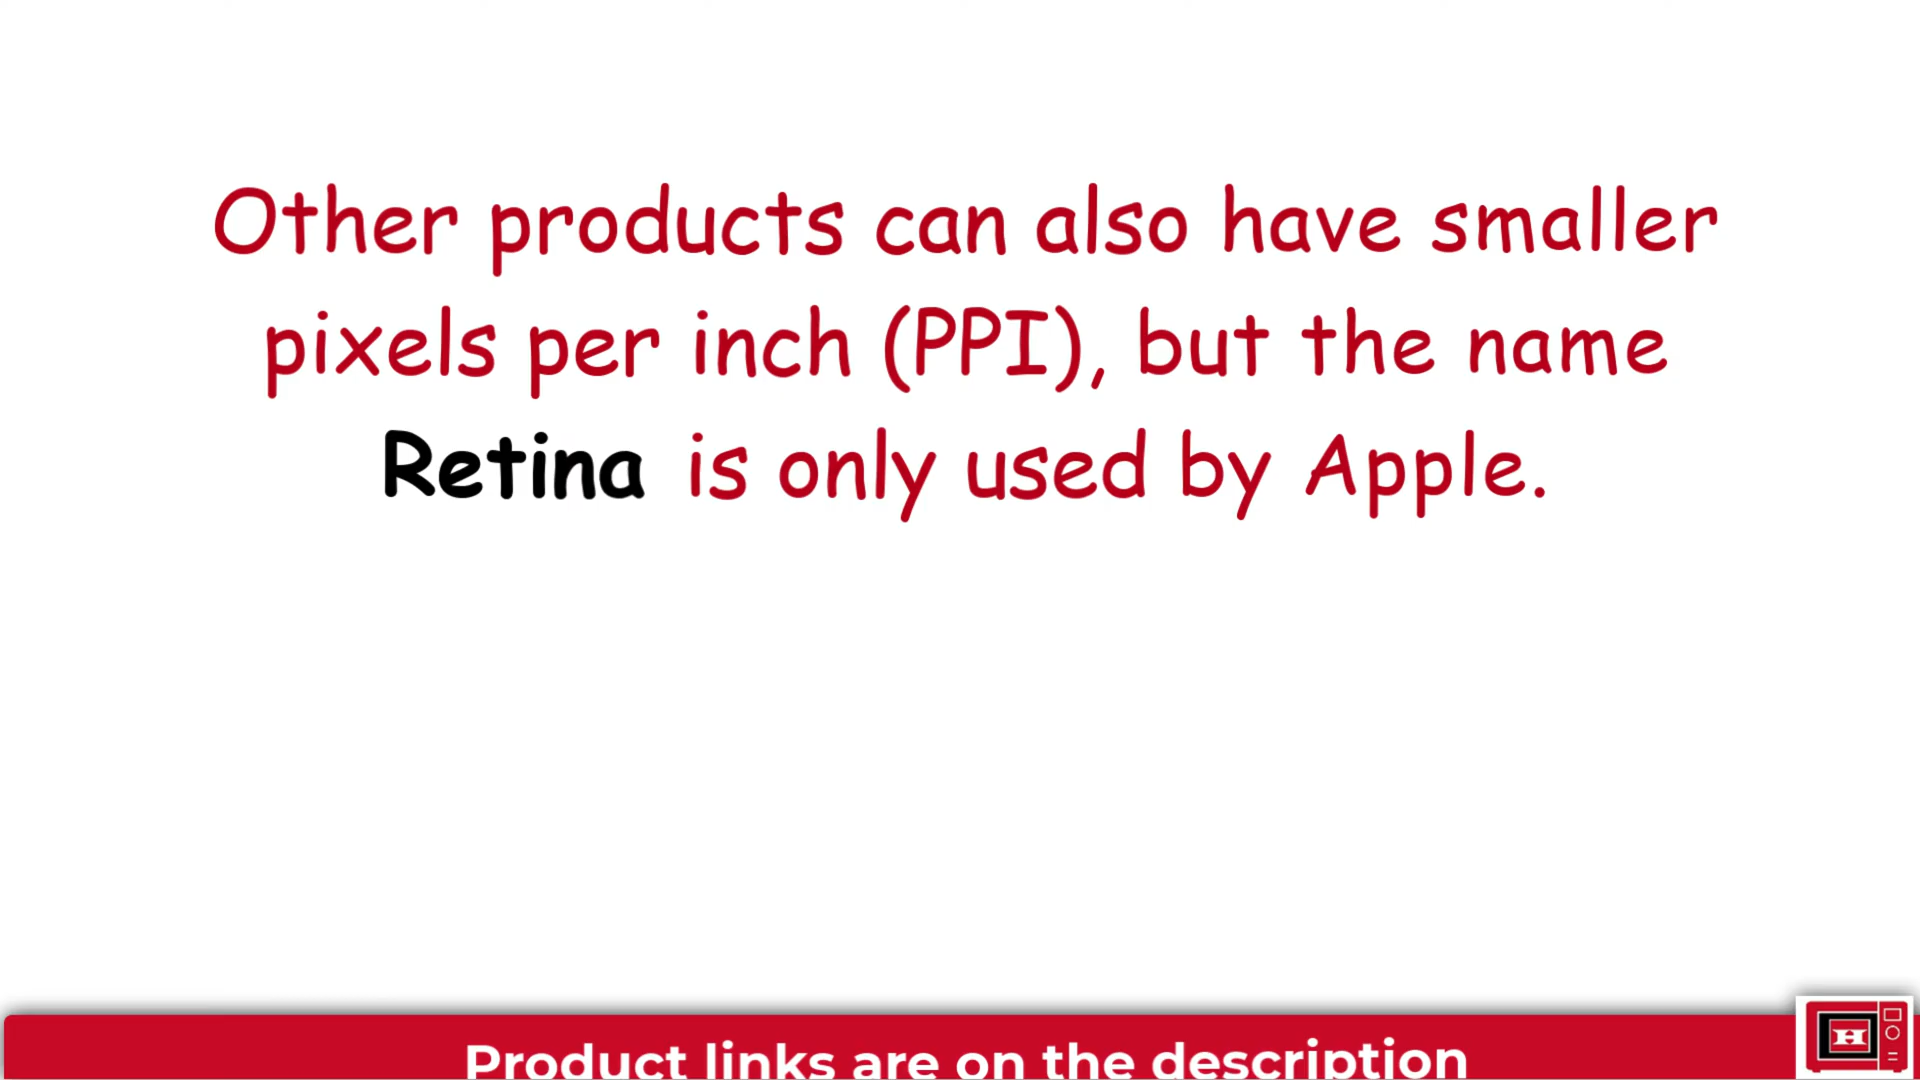 Other products can also have smaller
pixels per inch (PPI), but the name
Retina is only used by Apple.
Product links are on the description
H